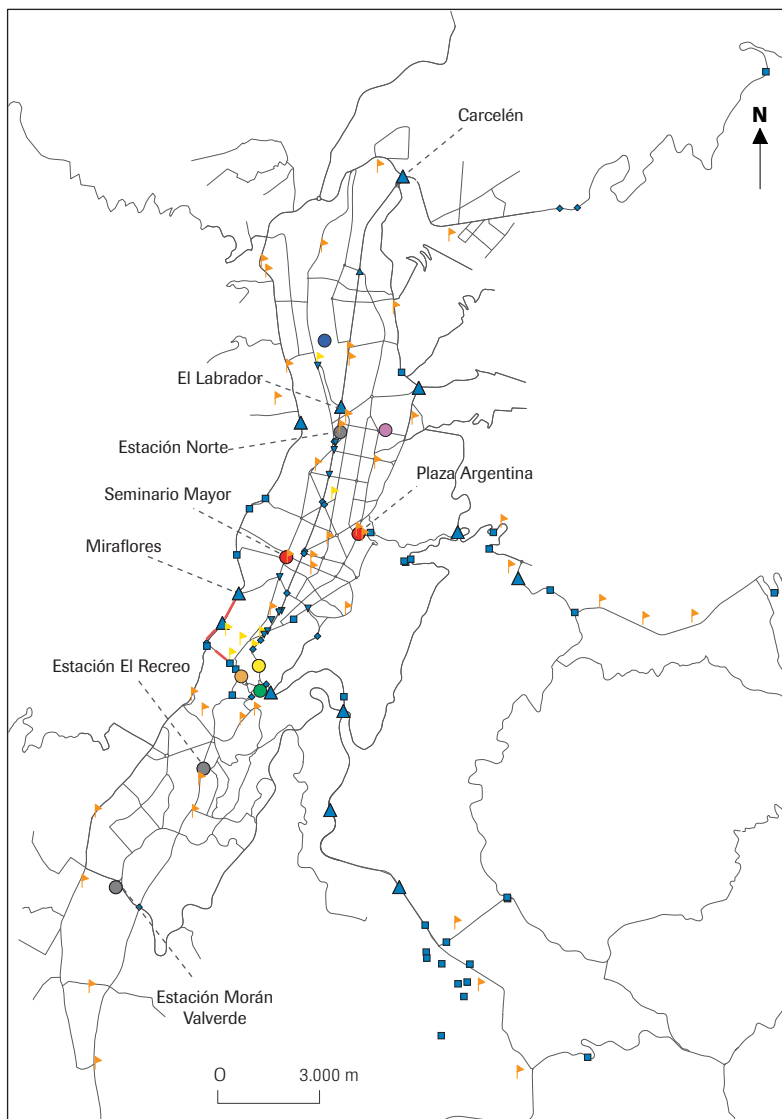 Carcelén
N
El Labrador
Estación Norte
Plaza Argentina
Seminario Mayor
Miraflores
Estación El Recreo
Estación Morán
Valverde
O 3.000 m